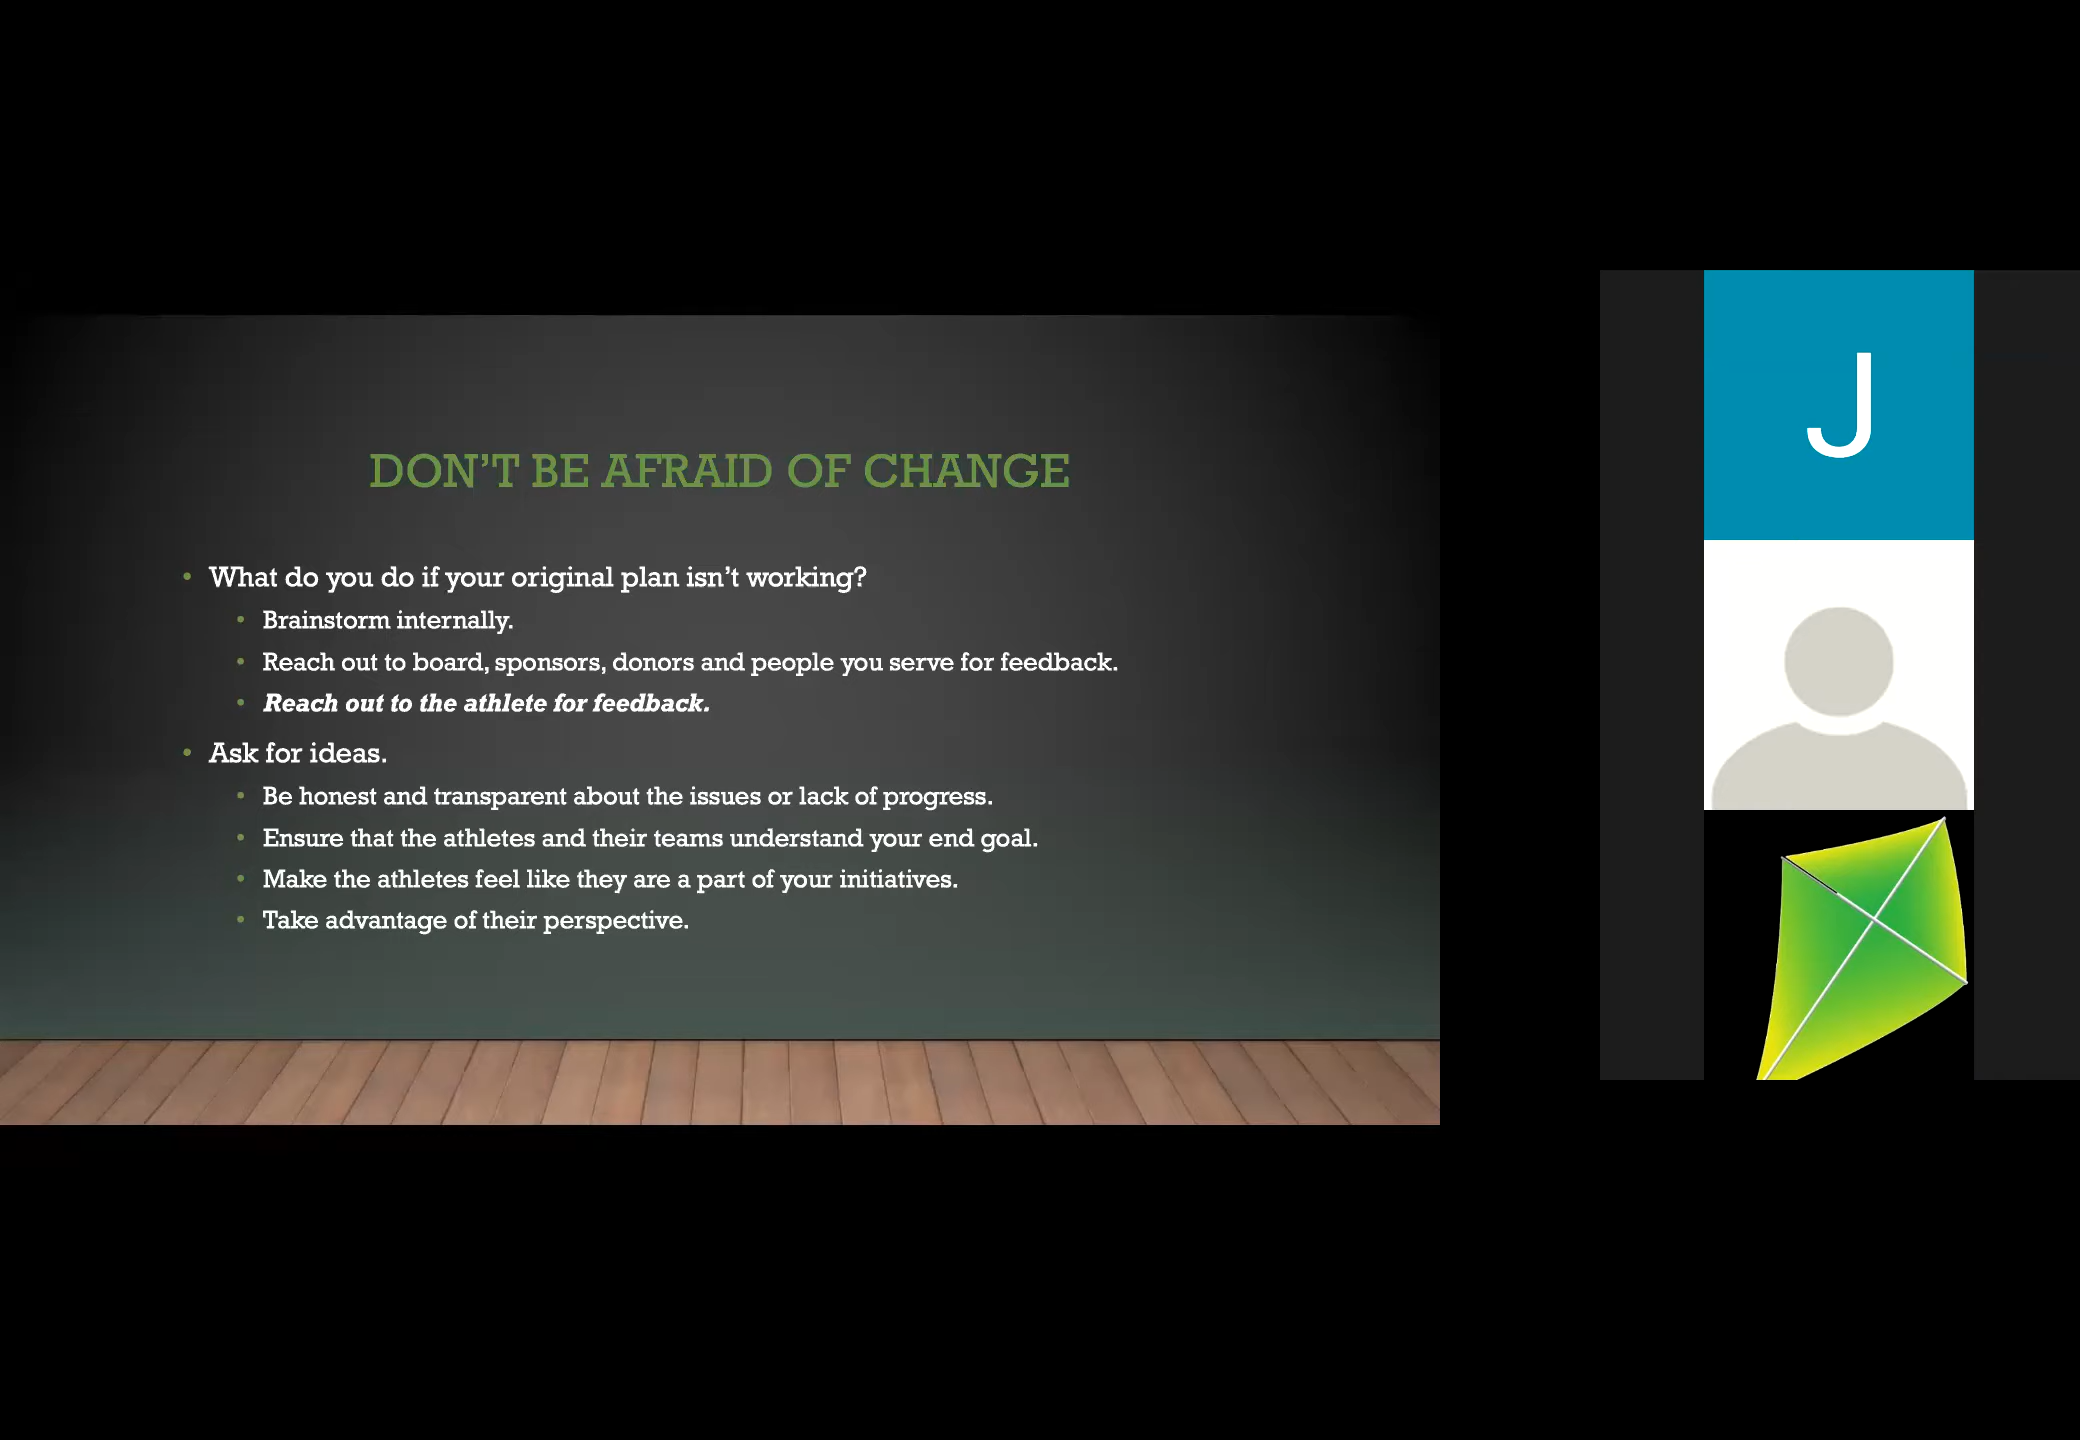 DON’T BE AFRAID OF CHANGE
• What do you do if your original plan isn’t working?
• Brainstorm internally.
• Reach out to board, sponsors, donors and people you serve for feedback.
• Reach out to the athlete for feedback.
• Ask for ideas.
• Be honest and transparent about the issues or lack of progress.
• Ensure that the athletes and their teams understand your end goal.
• Make the athletes feel like they are a part of your initiatives.
• Take advantage of their perspective.
J